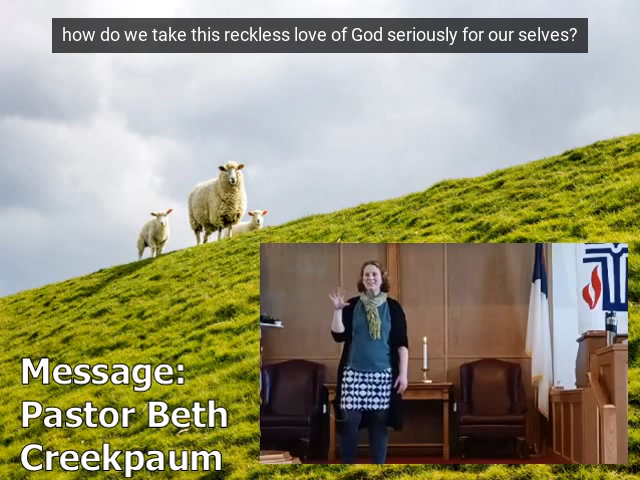 how do we take this reckless love of God seriously for our selves?
Message:
Pastor Beth
Creekpaum